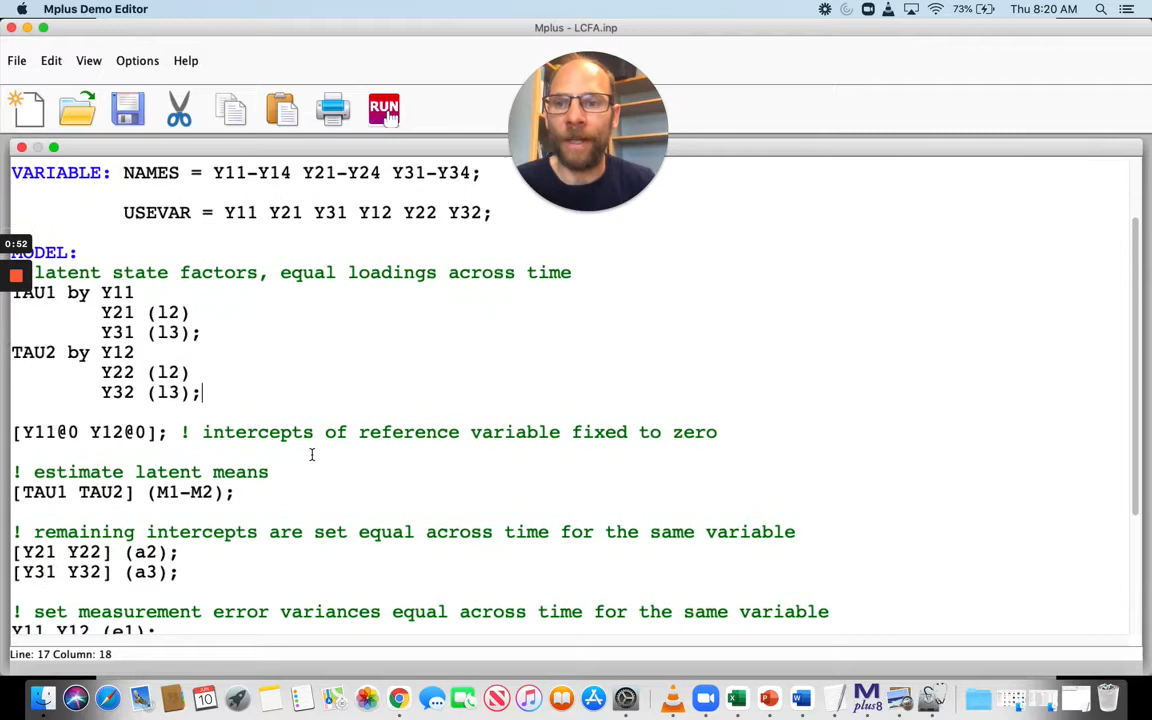 Mplus Demo Editor
73%
Thu 8:20 AM
Mplus - LCFA.inp
File Edit View Options Help
RUN
VARIABLE: NAMES = Y11-Y14 Y21-Y24 Y31-Y34;
USEVAR = Y11 Y21 Y31 Y12 Y22 Y32;
0:52
MODEL:
latent state factors, equal loadings across time
TAU1 by Y11
Y21 (l2)
Y31 (l3);
TAU2 by Y12
Y22 (l2)
Y32 (l3);
[Y11@0 Y12@0]; ! intercepts of reference variable fixed to zero
! estimate latent means
[TAU1 TAU2] (M1-M2);
! remaining intercepts are set equal across time for the same variable
[Y21 Y22] (a2);
[Y31 Y32] (a3);
! set measurement error variances equal across time for the same variable
Y11 Y12 (e1);
Line: 17 Column: 18